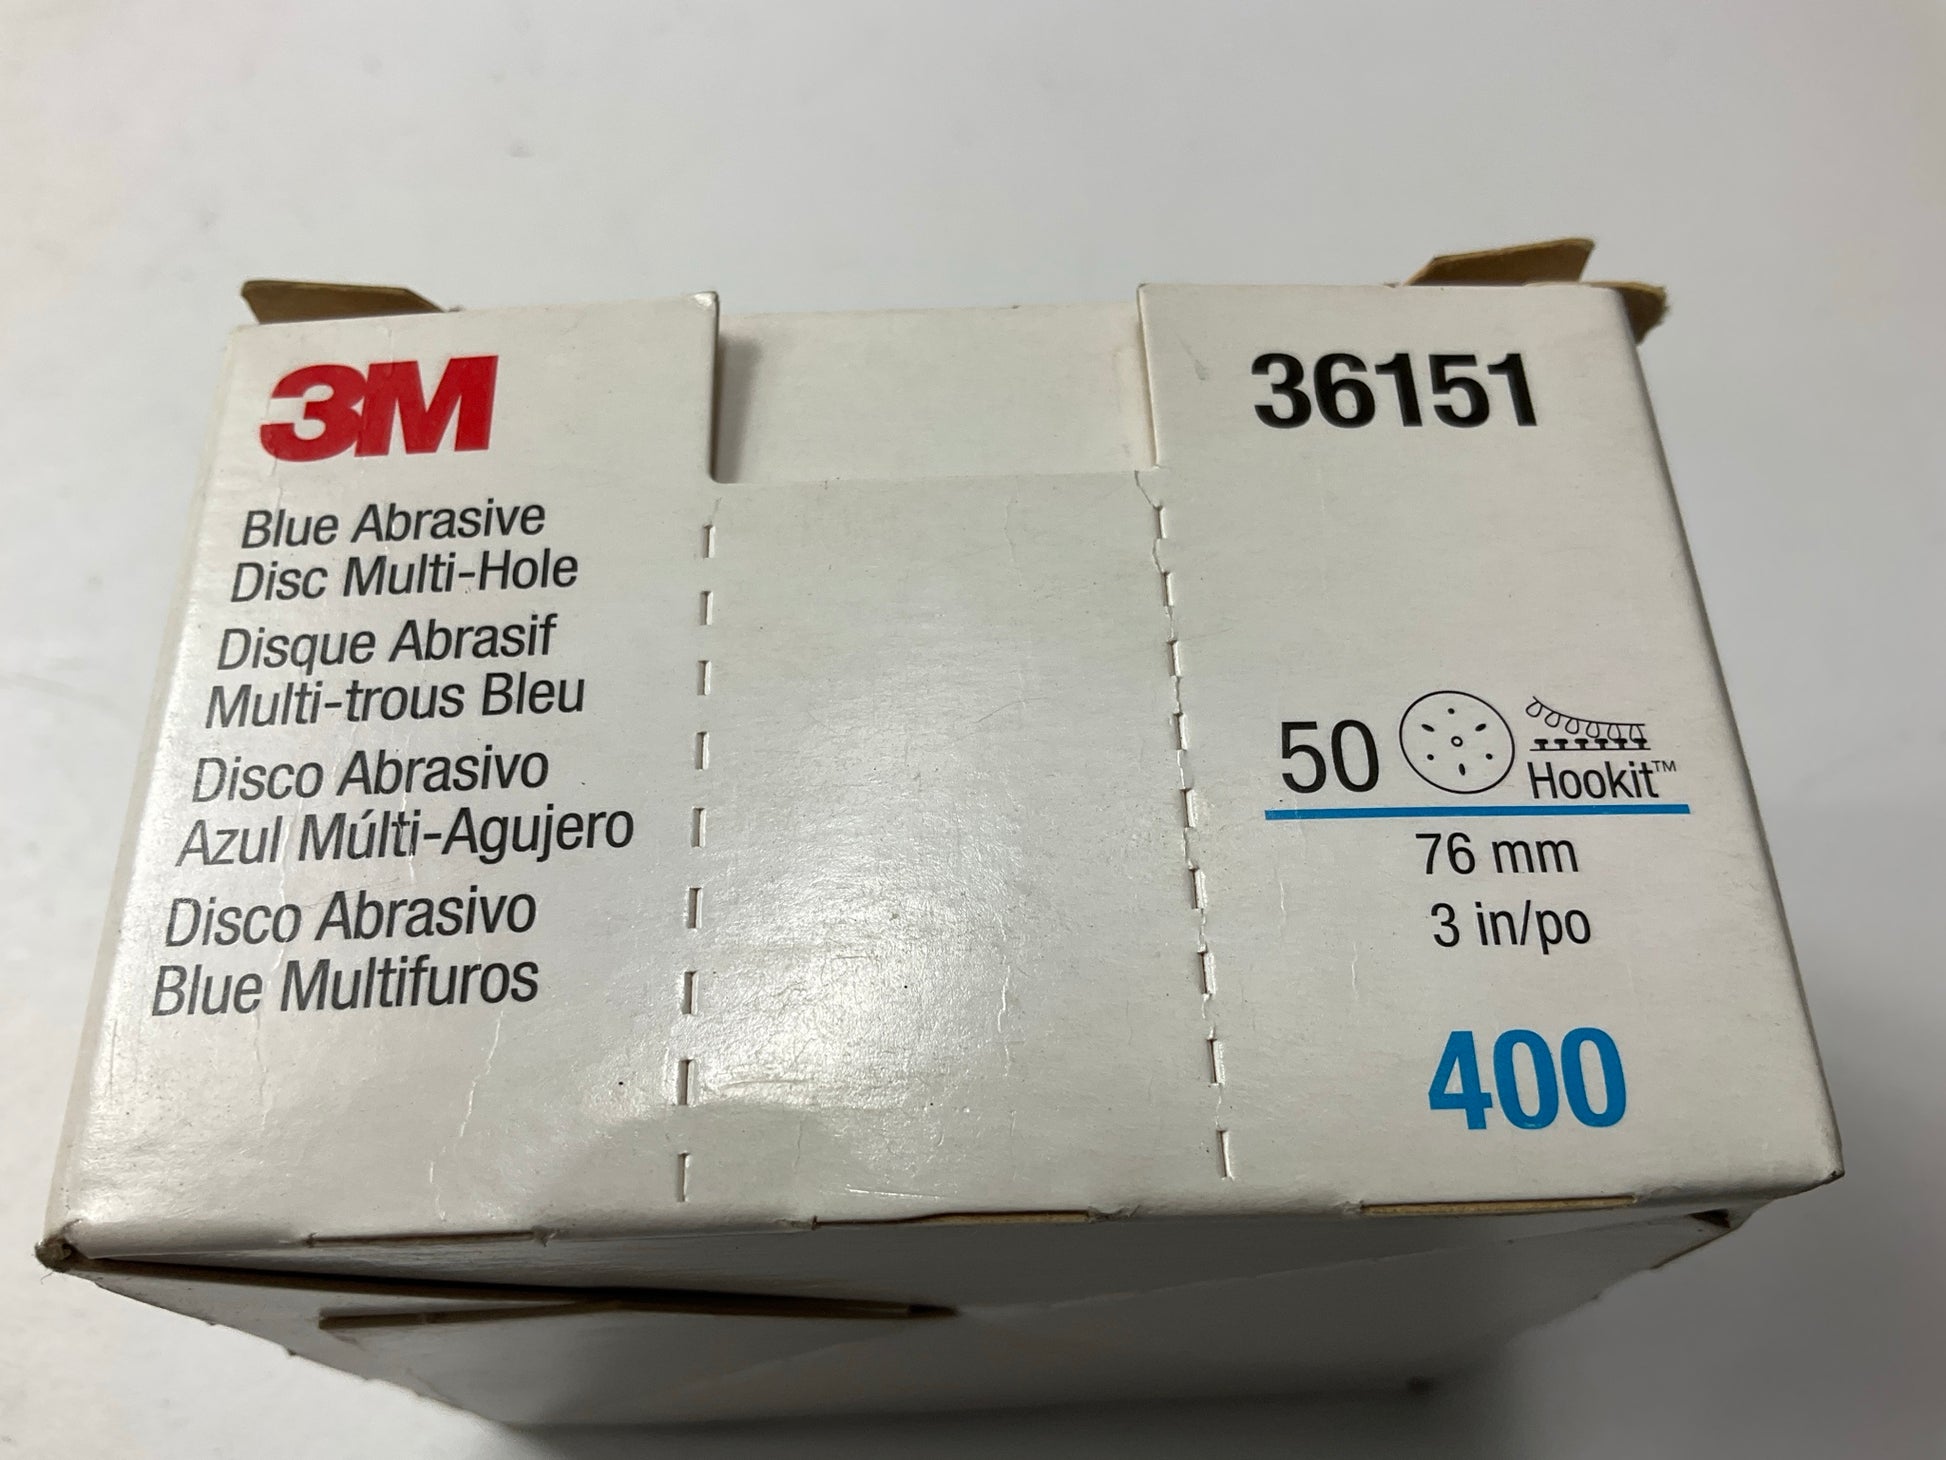 3M
Blue Abrasive
Disc Multi-Hole
Disque Abrasif
Multi-trous Bleu
Disco Abrasivo
Azul Múlti-Agujero
Disco Abrasivo
Blue Multifuros
36151
50
Hookit™
76 mm
3 in/po
400